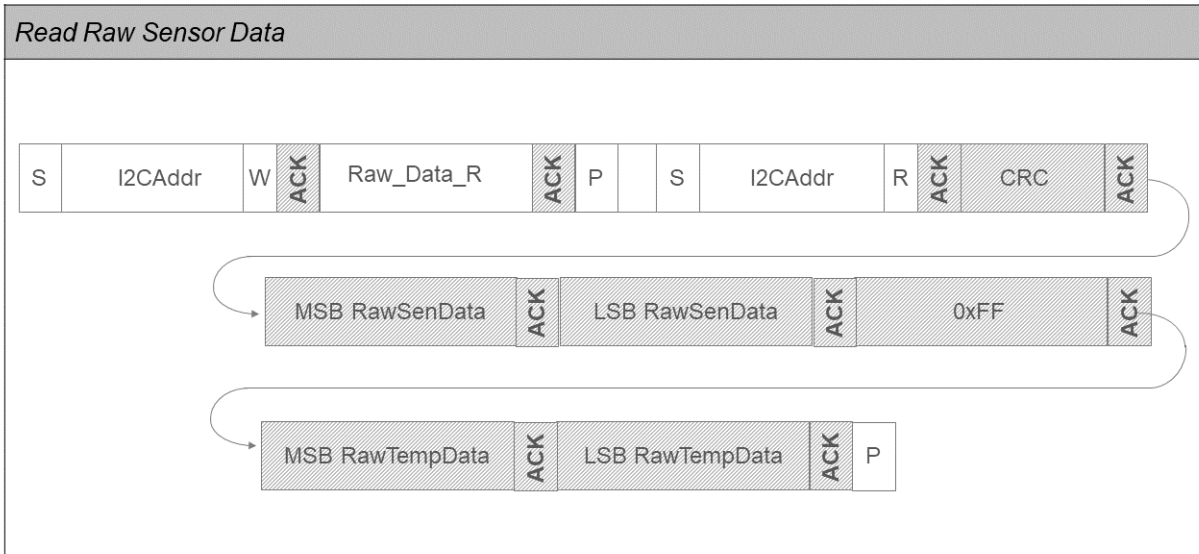 Read Raw Sensor Data
S I2CAddr W ACK Raw_Data_R ACK P S I2CAddr R ACK CRC ACK
MSB RawSenData ACK LSB RawSenData ACK 0xFF ACK
MSB RawTempData ACK LSB RawTempData ACK P